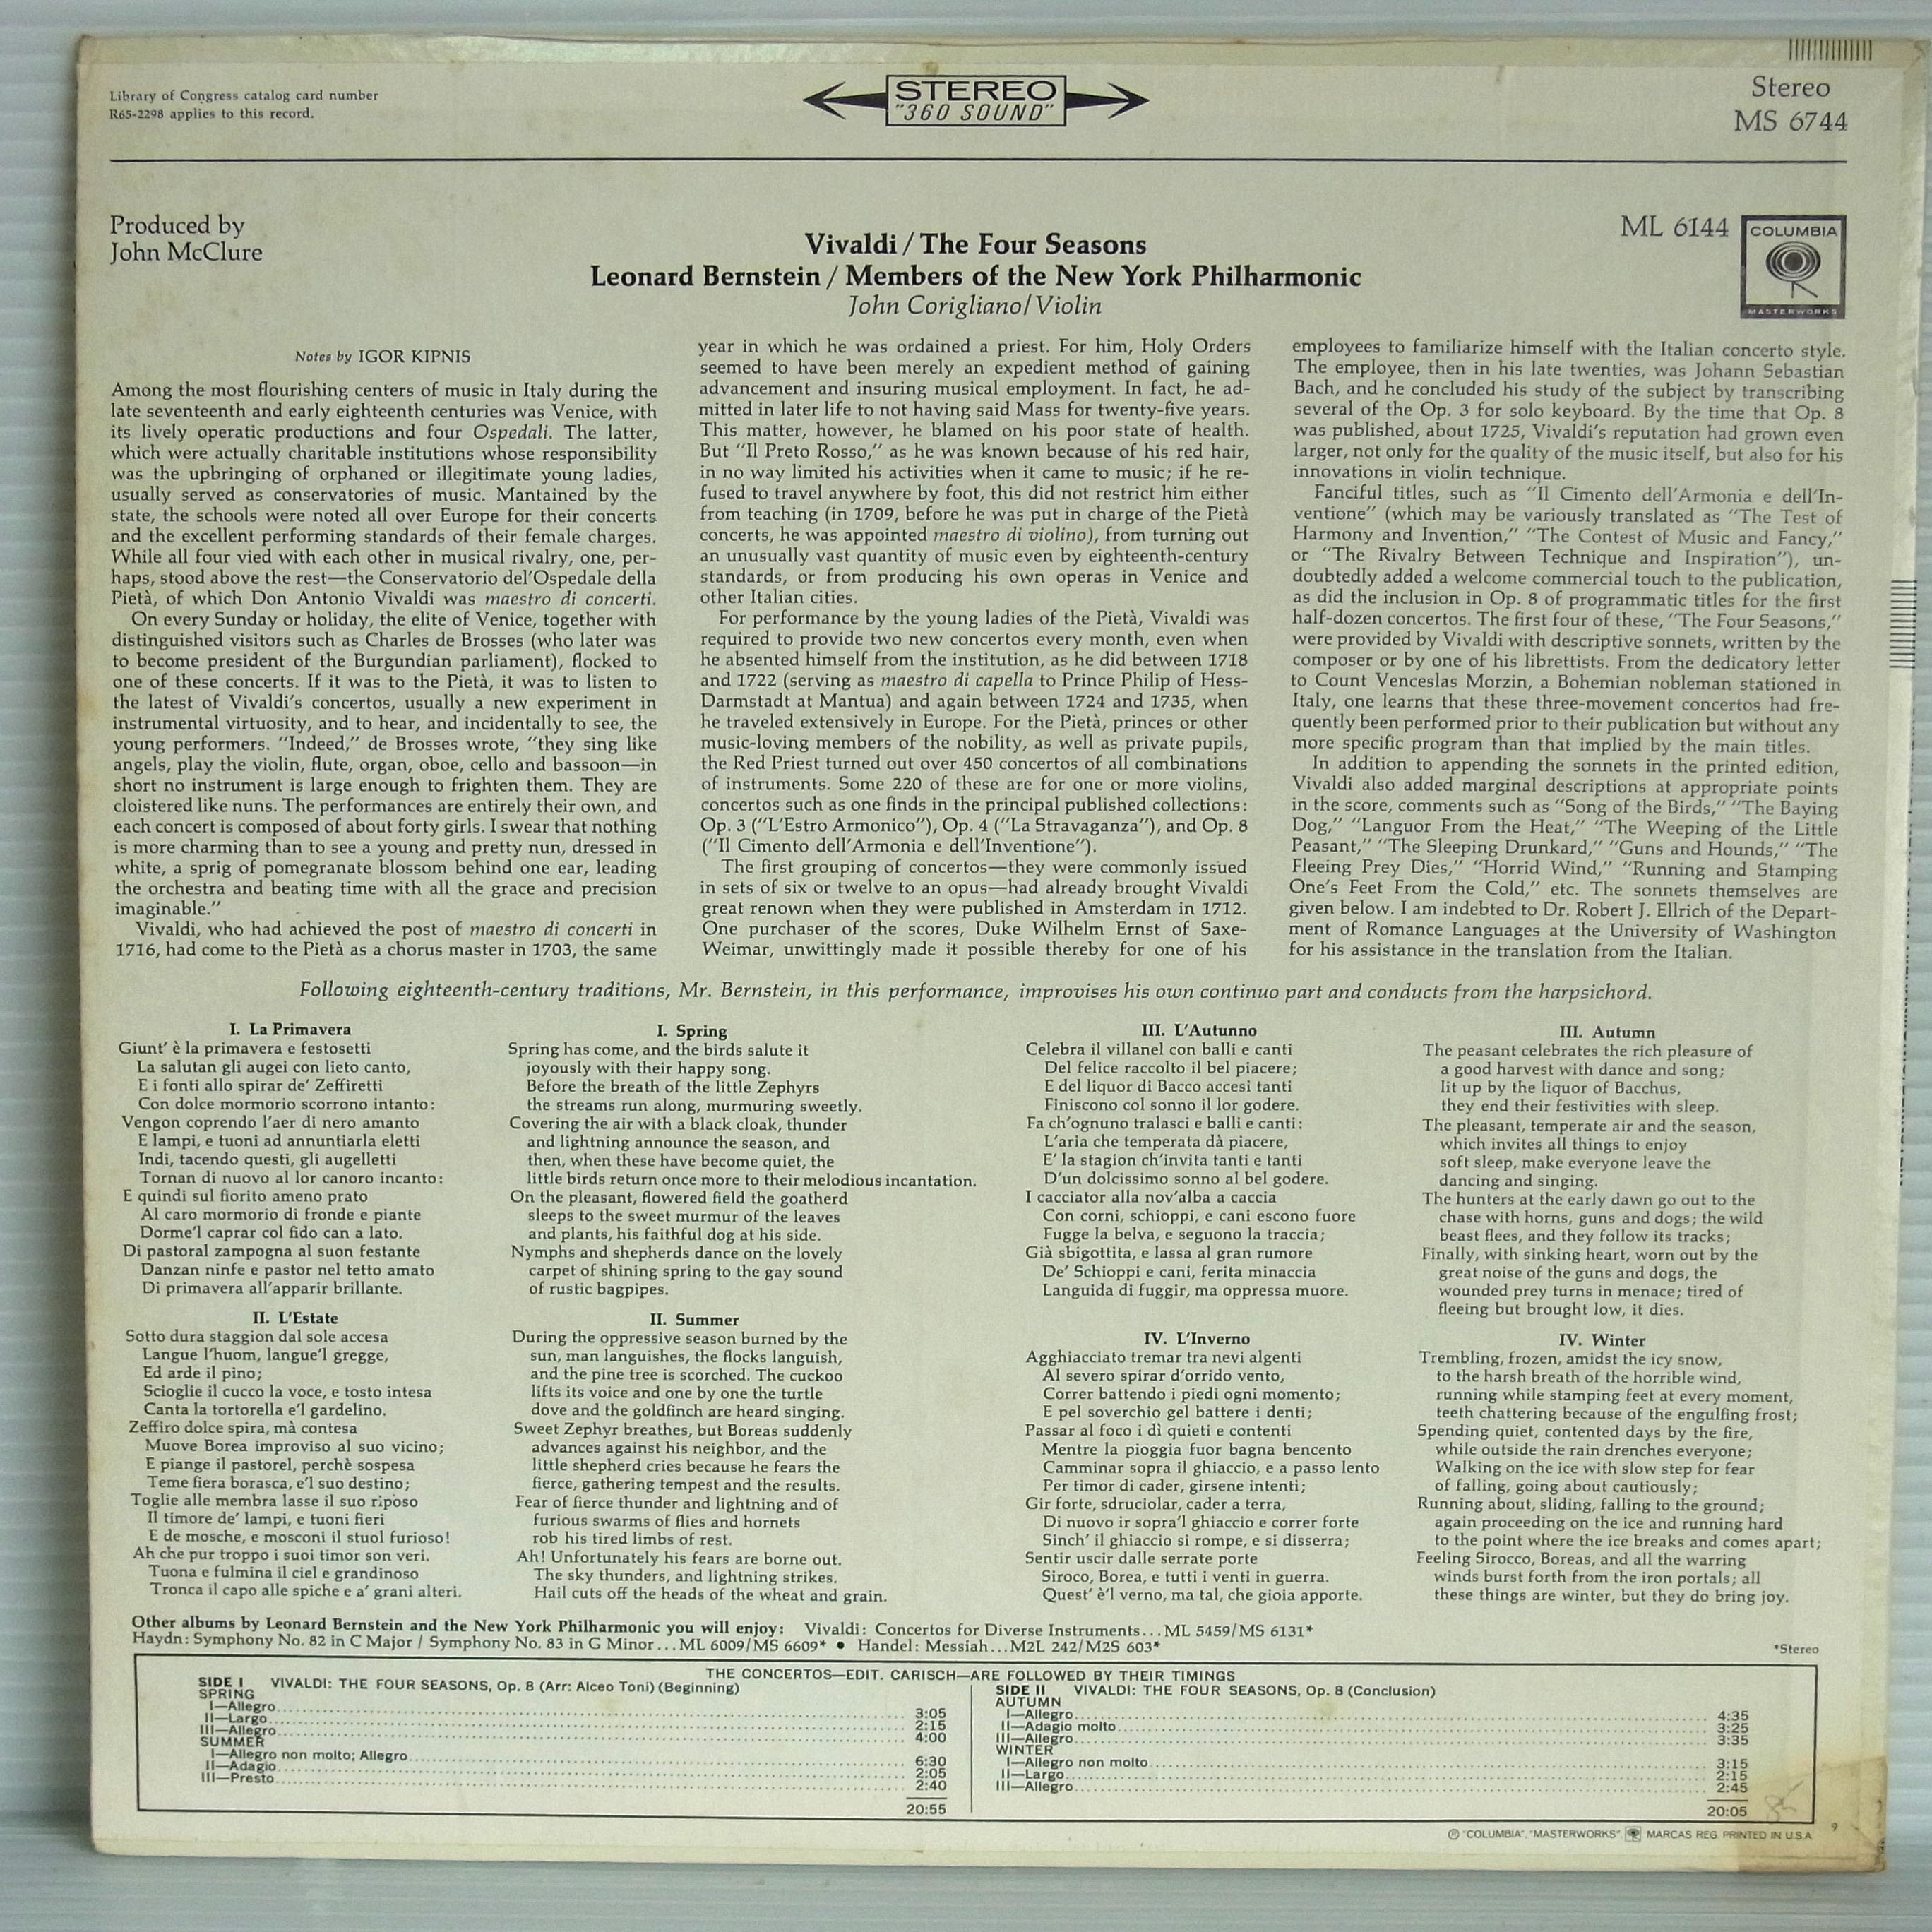 Library of Congress catalog card number
R65-2298 applies to this record.
STEREO
"360 SOUND"
Stereo
MS 6744
Produced by
John McClure
Vivaldi / The Four Seasons
Leonard Bernstein / Members of the New York Philharmonic
John Corigliano/Violin
ML 6144
COLUMBIA
MASTERWORKS
Notes by IGOR KIPNIS
Among the most flourishing centers of music in Italy during the
late seventeenth and early eighteenth centuries was Venice, with
its lively operatic productions and four Ospedali. The latter,
which were actually charitable institutions whose responsibility
was the upbringing of orphaned or illegitimate young ladies,
usually served as conservatories of music. Mantained by the
state, the schools were noted all over Europe for their concerts
and the excellent performing standards of their female charges.
While all four vied with each other in musical rivalry, one, per-
haps, stood above the rest—the Conservatorio del'Ospedale della
Pietà, of which Don Antonio Vivaldi was maestro di concerti.
On every Sunday or holiday, the elite of Venice, together with
distinguished visitors such as Charles de Brosses (who later was
to become president of the Burgundian parliament), flocked to
one of these concerts. If it was to the Pietà, it was to listen to
the latest of Vivaldi's concertos, usually a new experiment in
instrumental virtuosity, and to hear, and incidentally to see, the
young performers. "Indeed," de Brosses wrote, "they sing like
angels, play the violin, flute, organ, oboe, cello and bassoon—in
short no instrument is large enough to frighten them. They are
cloistered like nuns. The performances are entirely their own, and
each concert is composed of about forty girls. I swear that nothing
is more charming than to see a young and pretty nun, dressed in
white, a sprig of pomegranate blossom behind one ear, leading
the orchestra and beating time with all the grace and precision
imaginable."
Vivaldi, who had achieved the post of maestro di concerti in
1716, had come to the Pietà as a chorus master in 1703, the same
year in which he was ordained a priest. For him, Holy Orders
seemed to have been merely an expedient method of gaining
advancement and insuring musical employment. In fact, he ad-
mitted in later life to not having said Mass for twenty-five years.
This matter, however, he blamed on his poor state of health.
But "Il Preto Rosso," as he was known because of his red hair,
in no way limited his activities when it came to music; if he re-
fused to travel anywhere by foot, this did not restrict him either
from teaching (in 1709, before he was put in charge of the Pietà
concerts, he was appointed maestro di violino), from turning out
an unusually vast quantity of music even by eighteenth-century
standards, or from producing his own operas in Venice and
other Italian cities.
For performance by the young ladies of the Pietà, Vivaldi was
required to provide two new concertos every month, even when
he absented himself from the institution, as he did between 1718
and 1722 (serving as maestro di capella to Prince Philip of Hess-
Darmstadt at Mantua) and again between 1724 and 1735, when
he traveled extensively in Europe. For the Pietà, princes or other
music-loving members of the nobility, as well as private pupils,
the Red Priest turned out over 450 concertos of all combinations
of instruments. Some 220 of these are for one or more violins,
concertos such as one finds in the principal published collections:
Op. 3 ("L'Estro Armonico"), Op. 4 ("La Stravaganza"), and Op. 8
("Il Cimento dell'Armonia e dell'Inventione").
The first grouping of concertos—they were commonly issued
in sets of six or twelve to an opus—had already brought Vivaldi
great renown when they were published in Amsterdam in 1712.
One purchaser of the scores, Duke Wilhelm Ernst of Saxe-
Weimar, unwittingly made it possible thereby for one of his
employees to familiarize himself with the Italian concerto style.
The employee, then in his late twenties, was Johann Sebastian
Bach, and he concluded his study of the subject by transcribing
several of the Op. 3 for solo keyboard. By the time that Op. 8
was published, about 1725, Vivaldi's reputation had grown even
larger, not only for the quality of the music itself, but also for his
innovations in violin technique.
Fanciful titles, such as "Il Cimento dell'Armonia e dell'In-
ventione" (which may be variously translated as "The Test of
Harmony and Invention," "The Contest of Music and Fancy,"
or "The Rivalry Between Technique and Inspiration"), un-
doubtedly added a welcome commercial touch to the publication,
as did the inclusion in Op. 8 of programmatic titles for the first
half-dozen concertos. The first four of these, "The Four Seasons,"
were provided by Vivaldi with descriptive sonnets, written by the
composer or by one of his librettists. From the dedicatory letter
to Count Venceslas Morzin, a Bohemian nobleman stationed in
Italy, one learns that these three-movement concertos had fre-
quently been performed prior to their publication but without any
more specific program than that implied by the main titles.
In addition to appending the sonnets in the printed edition,
Vivaldi also added marginal descriptions at appropriate points
in the score, comments such as "Song of the Birds," "The Baying
Dog," "Languor From the Heat," "The Weeping of the Little
Peasant," "The Sleeping Drunkard," "Guns and Hounds," "The
Fleeing Prey Dies," "Horrid Wind," "Running and Stamping
One's Feet From the Cold," etc. The sonnets themselves are
given below. I am indebted to Dr. Robert J. Ellrich of the Depart-
ment of Romance Languages at the University of Washington
for his assistance in the translation from the Italian.
Following eighteenth-century traditions, Mr. Bernstein, in this performance, improvises his own continuo part and conducts from the harpsichord.
I. La Primavera
Giunt' è la primavera e festosetti
La salutan gli augei con lieto canto,
E i fonti allo spirar de' Zeffiretti
Con dolce mormorio scorrono intanto:
Vengon coprendo l'aer di nero amanto
E lampi, e tuoni ad annuntiarla eletti
Indi, tacendo questi, gli augelletti
Tornan di nuovo al lor canoro incanto:
E quindi sul fiorito ameno prato
Al caro mormorio di fronde e piante
Dorme'l caprar col fido can a lato.
Di pastoral zampogna al suon festante
Danzan ninfe e pastor nel tetto amato
Di primavera all'apparir brillante.
II. L'Estate
Sotto dura staggion dal sole accesa
Langue l'huom, langue'l gregge,
Ed arde il pino;
Scioglie il cucco la voce, e tosto intesa
Canta la tortorella e'l gardelino.
Zeffiro dolce spira, mà contesa
Muove Borea improviso al suo vicino;
E piange il pastorel, perchè sospesa
Teme fiera borasca, e'l suo destino;
Toglie alle membra lasse il suo riposo
Il timore de' lampi, e tuoni fieri
E de mosche, e mosconi il stuol furioso!
Ah che pur troppo i suoi timor son veri.
Tuona e fulmina il ciel e grandinoso
Tronca il capo alle spiche e a' grani alteri.
I. Spring
Spring has come, and the birds salute it
joyously with their happy song.
Before the breath of the little Zephyrs
the streams run along, murmuring sweetly.
Covering the air with a black cloak, thunder
and lightning announce the season, and
then, when these have become quiet, the
little birds return once more to their melodious incantation.
On the pleasant, flowered field the goatherd
sleeps to the sweet murmur of the leaves
and plants, his faithful dog at his side.
Nymphs and shepherds dance on the lovely
carpet of shining spring to the gay sound
of rustic bagpipes.
II. Summer
During the oppressive season burned by the
sun, man languishes, the flocks languish,
and the pine tree is scorched. The cuckoo
lifts its voice and one by one the turtle
dove and the goldfinch are heard singing.
Sweet Zephyr breathes, but Boreas suddenly
advances against his neighbor, and the
little shepherd cries because he fears the
fierce, gathering tempest and the results.
Fear of fierce thunder and lightning and of
furious swarms of flies and hornets
rob his tired limbs of rest.
Ah! Unfortunately his fears are borne out.
The sky thunders, and lightning strikes.
Hail cuts off the heads of the wheat and grain.
III. L'Autunno
Celebra il villanel con balli e canti
Del felice raccolto il bel piacere;
E del liquor di Bacco accesi tanti
Finiscono col sonno il lor godere.
Fa ch'ognuno tralasci e balli e canti:
L'aria che temperata dà piacere,
E' la stagion ch'invita tanti e tanti
D'un dolcissimo sonno al bel godere.
I cacciator alla nov'alba a caccia
Con corni, schioppi, e cani escono fuore
Fugge la belva, e seguono la traccia;
Già sbigottita, e lassa al gran rumore
De' Schioppi e cani, ferita minaccia
Languida di fuggir, ma oppressa muore.
IV. L'Inverno
Agghiacciato tremar tra nevi algenti
Al severo spirar d'orrido vento,
Correr battendo i piedi ogni momento;
E pel soverchio gel battere i denti;
Passar al foco i dì quieti e contenti
Mentre la pioggia fuor bagna bencento
Camminar sopra il ghiaccio, e a passo lento
Per timor di cader, girsene intenti;
Gir forte, sdruciolar, cader a terra,
Di nuovo ir sopra'l ghiaccio e correr forte
Sinch' il ghiaccio si rompe, e si disserra;
Sentir uscir dalle serrate porte
Siroco, Borea, e tutti i venti in guerra.
Quest' è'l verno, ma tal, che gioia apporte.
III. Autumn
The peasant celebrates the rich pleasure of
a good harvest with dance and song;
lit up by the liquor of Bacchus,
they end their festivities with sleep.
The pleasant, temperate air and the season,
which invites all things to enjoy
soft sleep, make everyone leave the
dancing and singing.
The hunters at the early dawn go out to the
chase with horns, guns and dogs; the wild
beast flees, and they follow its tracks;
Finally, with sinking heart, worn out by the
great noise of the guns and dogs, the
wounded prey turns in menace; tired of
fleeing but brought low, it dies.
IV. Winter
Trembling, frozen, amidst the icy snow,
to the harsh breath of the horrible wind,
running while stamping feet at every moment,
teeth chattering because of the engulfing frost;
Spending quiet, contented days by the fire,
while outside the rain drenches everyone;
Walking on the ice with slow step for fear
of falling, going about cautiously;
Running about, sliding, falling to the ground;
again proceeding on the ice and running hard
to the point where the ice breaks and comes apart;
Feeling Sirocco, Boreas, and all the warring
winds burst forth from the iron portals; all
these things are winter, but they do bring joy.
Other albums by Leonard Bernstein and the New York Philharmonic you will enjoy: Vivaldi: Concertos for Diverse Instruments...ML 5459/MS 6131*
Haydn: Symphony No. 82 in C Major / Symphony No. 83 in G Minor...ML 6009/MS 6609* ● Handel: Messiah...M2L 242/M2S 603*
*Stereo
THE CONCERTOS—EDIT. CARISCH—ARE FOLLOWED BY THEIR TIMINGS
SIDE I VIVALDI: THE FOUR SEASONS, Op. 8 (Arr: Alceo Toni) (Beginning)
SPRING
I—Allegro 3:05
II—Largo 2:15
III—Allegro 4:00
SUMMER
I—Allegro non molto; Allegro 6:30
II—Adagio 2:05
III—Presto 2:40
20:55
SIDE II VIVALDI: THE FOUR SEASONS, Op. 8 (Conclusion)
AUTUMN
I—Allegro 4:35
II—Adagio molto 3:25
III—Allegro 3:35
WINTER
I—Allegro non molto 3:15
II—Largo 2:15
III—Allegro 2:45
20:05
℗ "COLUMBIA", "MASTERWORKS", MARCAS REG. PRINTED IN U.S.A.
9